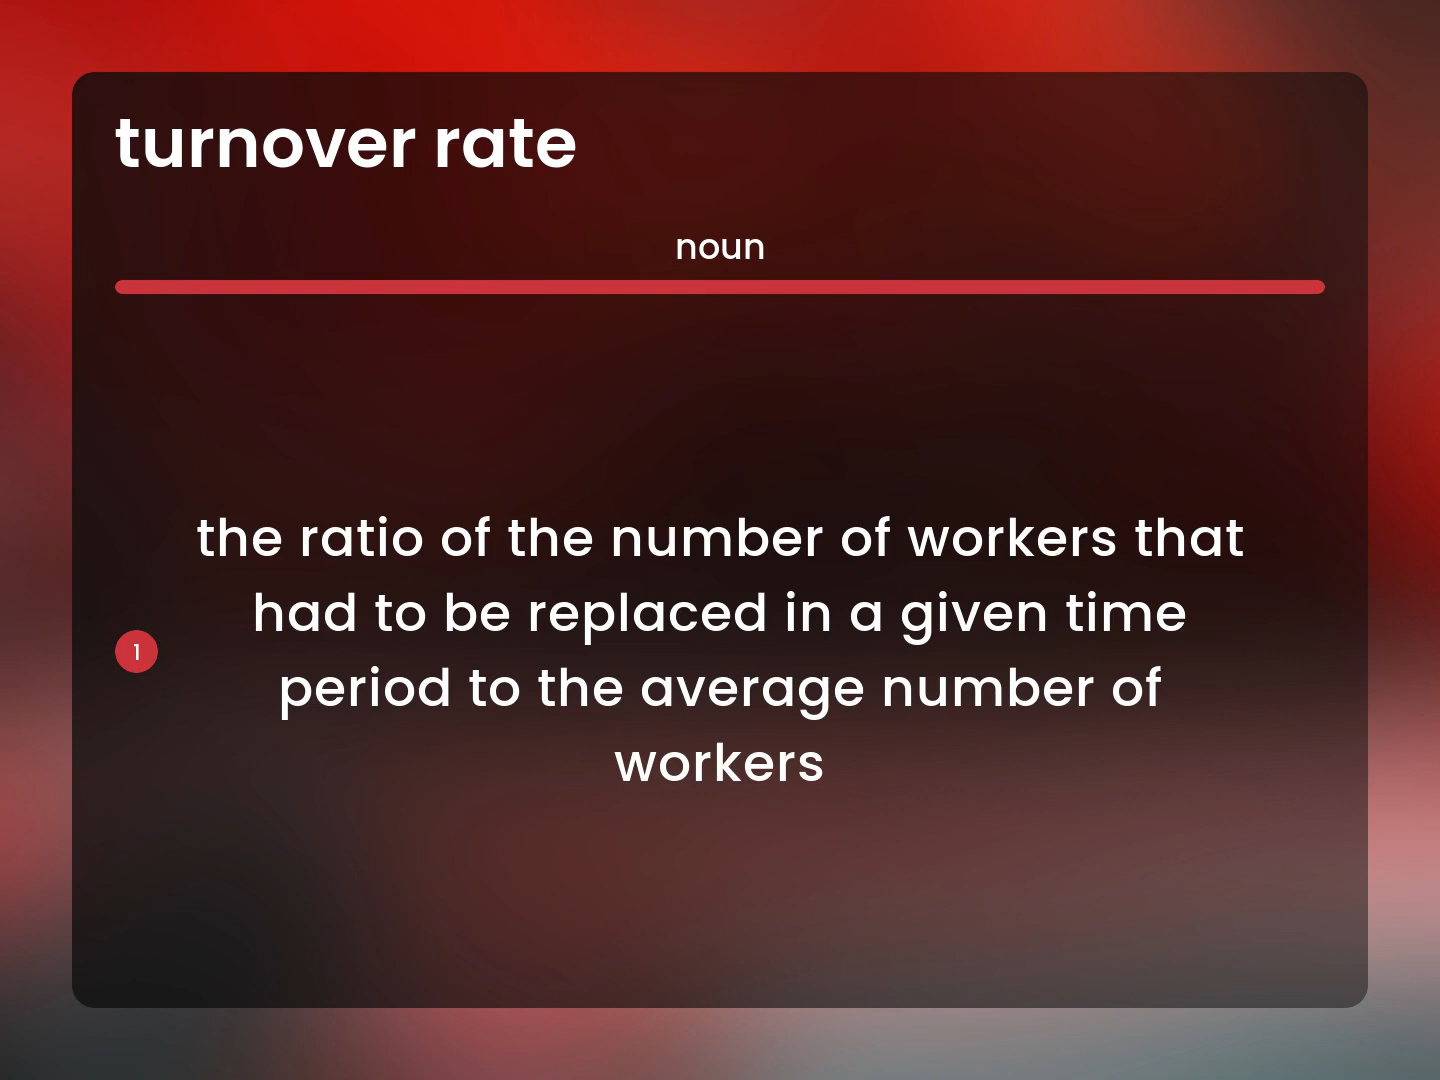 turnover rate
noun
the ratio of the number of workers that
had to be replaced in a given time
1
period to the average number of
workers